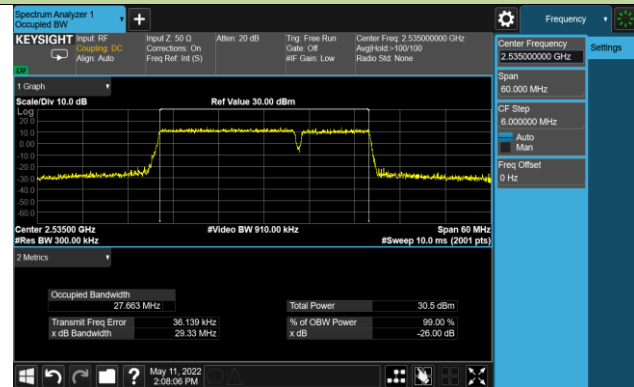 Spectrum Analyzer 1
Occupied BW
+
Frequency
KEYSIGHT
Input: RF
Coupling: DC
Align: Auto
Input Z: 50 Ω
Corrections: On
Freq Ref: Int (S)
Atten: 20 dB
Trig: Free Run
Gate: Off
#IF Gain: Low
Center Freq: 2.535000000 GHz
Avg|Hold:>100/100
Radio Std: None
LXI
Center Frequency
2.535000000 GHz
Settings
Span
60.000 MHz
CF Step
6.000000 MHz
Auto
Man
Freq Offset
0 Hz
1 Graph
Scale/Div 10.0 dB
Ref Value 30.00 dBm
Log
20.0
10.0
0.00
-10.0
-20.0
-30.0
-40.0
-50.0
-60.0
Center 2.53500 GHz
#Video BW 910.00 kHz
Span 60 MHz
#Res BW 300.00 kHz
#Sweep 10.0 ms (2001 pts)
2 Metrics
Occupied Bandwidth
27.663 MHz
Total Power
30.5 dBm
Transmit Freq Error
36.139 kHz
% of OBW Power
99.00 %
x dB Bandwidth
29.33 MHz
x dB
-26.00 dB
?
May 11, 2022
2:08:06 PM